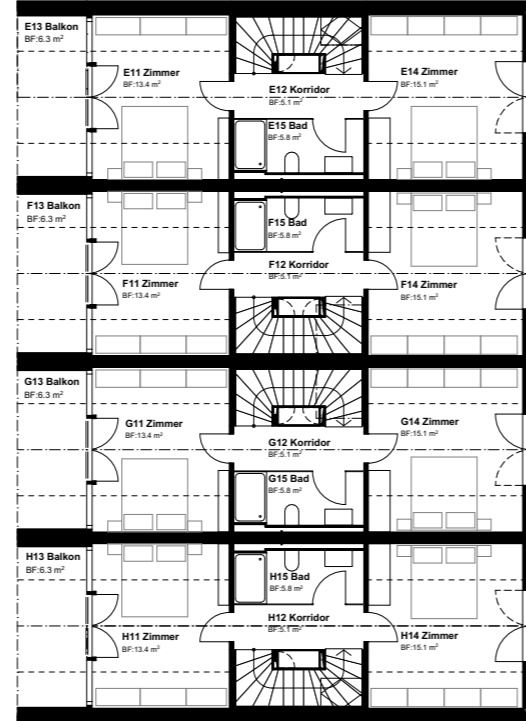 E13 Balkon
BF:6.3 m²
E11 Zimmer
BF:13.4 m²
E12 Korridor
BF:5.1 m²
E14 Zimmer
BF:15.1 m²
E15 Bad
BF:5.8 m²
F13 Balkon
BF:6.3 m²
F15 Bad
BF:5.8 m²
F11 Zimmer
BF:13.4 m²
F12 Korridor
BF:5.1 m²
F14 Zimmer
BF:15.1 m²
G13 Balkon
BF:6.3 m²
G11 Zimmer
BF:13.4 m²
G12 Korridor
BF:5.1 m²
G14 Zimmer
BF:15.1 m²
G15 Bad
BF:5.8 m²
H13 Balkon
BF:6.3 m²
H15 Bad
BF:5.8 m²
H11 Zimmer
BF:13.4 m²
H12 Korridor
BF:5.1 m²
H14 Zimmer
BF:15.1 m²